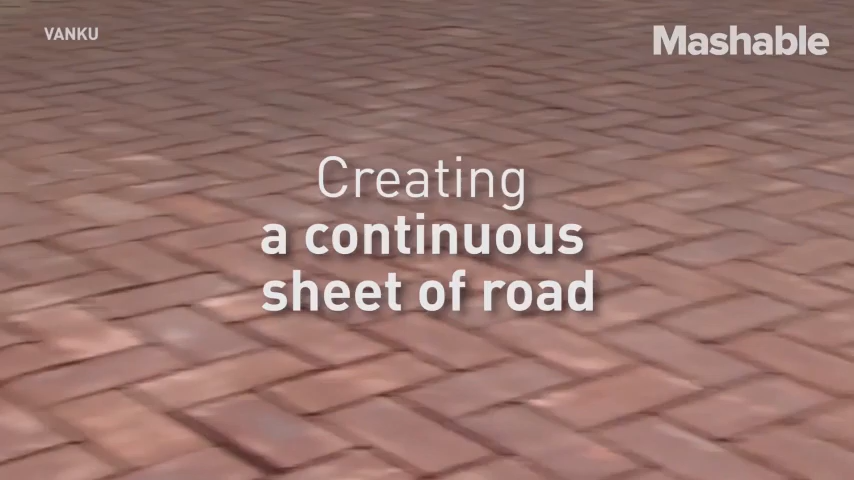 VANKU
Mashable
Creating
a continuous
sheet of road